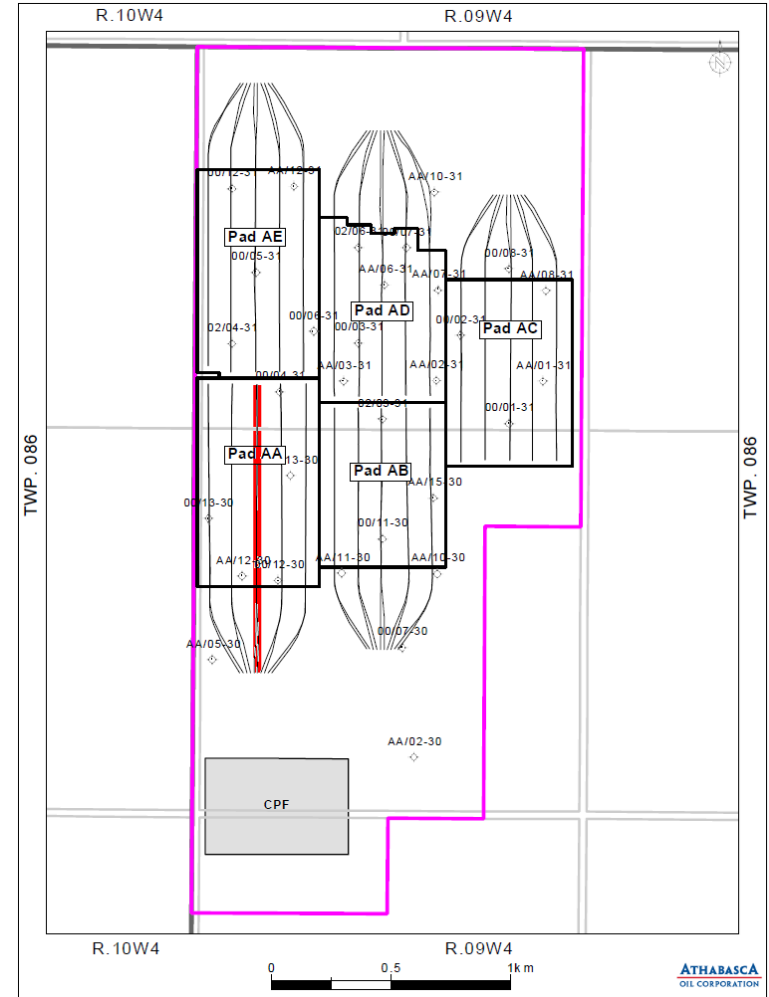 R.10W4 R.09W4
N
00/12-31 AA/12-31
AA/10-31
02/06-31 00/07-31
Pad AE
00/05-31
00/08-31
AA/06-31 AA/07-31 AA/08-31
Pad AD
00/06-31 00/02-31
Pad AC
02/04-31 00/03-31
AA/03-31 AA/02-31 AA/01-31
00/04-31
02/03-31 00/01-31
TWP. 086 TWP. 086
Pad AA
13-30
Pad AB
AA/15-30
00/13-30
00/11-30
AA/12-30 00/12-30 AA/11-30 AA/10-30
00/07-30
AA/05-30
AA/02-30
CPF
R.10W4 R.09W4
0 0.5 1km
ATHABASCA
OIL CORPORATION